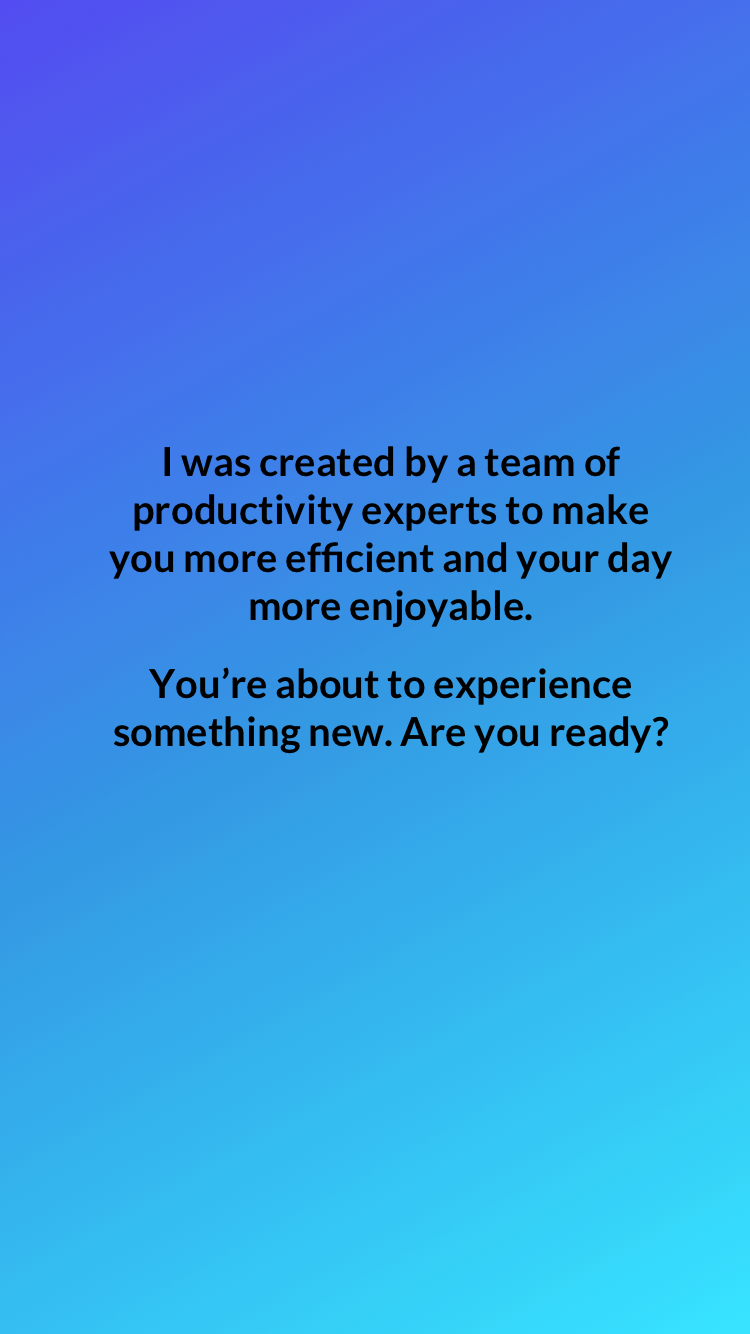 I was created by a team of
productivity experts to make
you more efficient and your day
more enjoyable.
You’re about to experience
something new. Are you ready?